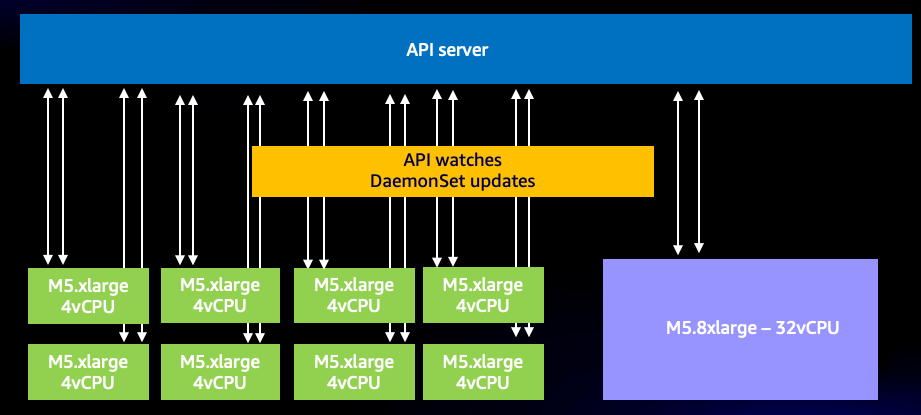 API server
API watches
DaemonSet updates
M5.xlarge
4vCPU
M5.xlarge
4vCPU
M5.xlarge
4vCPU
M5.xlarge
4vCPU
M5.8xlarge – 32vCPU
M5.xlarge
4vCPU
M5.xlarge
4vCPU
M5.xlarge
4vCPU
M5.xlarge
4vCPU